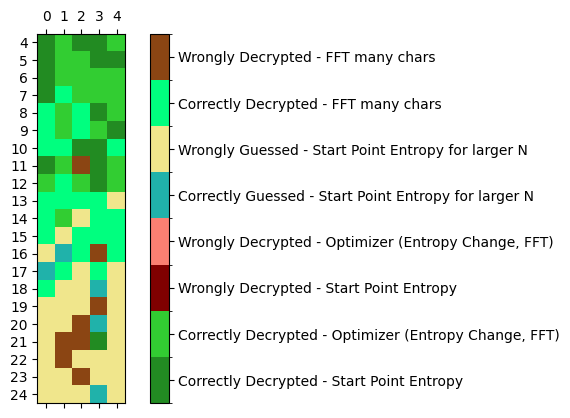 0 1 2 3 4
4
5
6
7
8
9
10
11
12
13
14
15
16
17
18
19
20
21
22
23
24
Wrongly Decrypted - FFT many chars
Correctly Decrypted - FFT many chars
Wrongly Guessed - Start Point Entropy for larger N
Correctly Guessed - Start Point Entropy for larger N
Wrongly Decrypted - Optimizer (Entropy Change, FFT)
Wrongly Decrypted - Start Point Entropy
Correctly Decrypted - Optimizer (Entropy Change, FFT)
Correctly Decrypted - Start Point Entropy